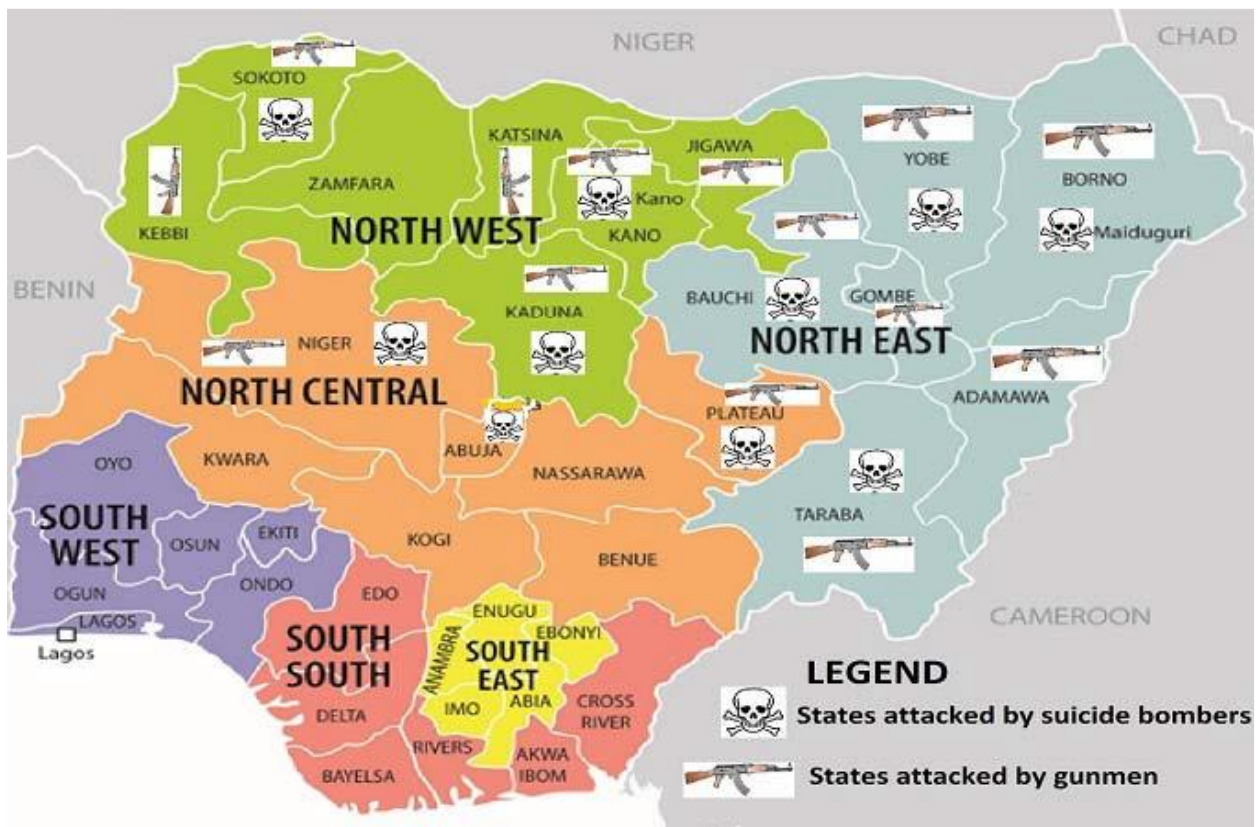 NIGER
CHAD
SOKOTO
KATSINA
JIGAWA
YOBE
BORNO
ZAMFARA
Kano
KEBBI
NORTH WEST
KANO
Maiduguri
BENIN
BAUCHI
GOMBE
KADUNA
NIGER
NORTH EAST
NORTH CENTRAL
ADAMAWA
PLATEAU
ABUJA
OYO
KWARA
NASSARAWA
SOUTH
WEST
TARABA
OSUN
EKITI
KOGI
BENUE
OGUN
ONDO
EDO
LAGOS
Lagos
ENUGU
EBONYI
CAMEROON
SOUTH
SOUTH
ANAMBRA
SOUTH
EAST
DELTA
IMO
ABIA
CROSS
RIVER
RIVERS
AKWA
IBOM
BAYELSA
LEGEND
States attacked by suicide bombers
States attacked by gunmen